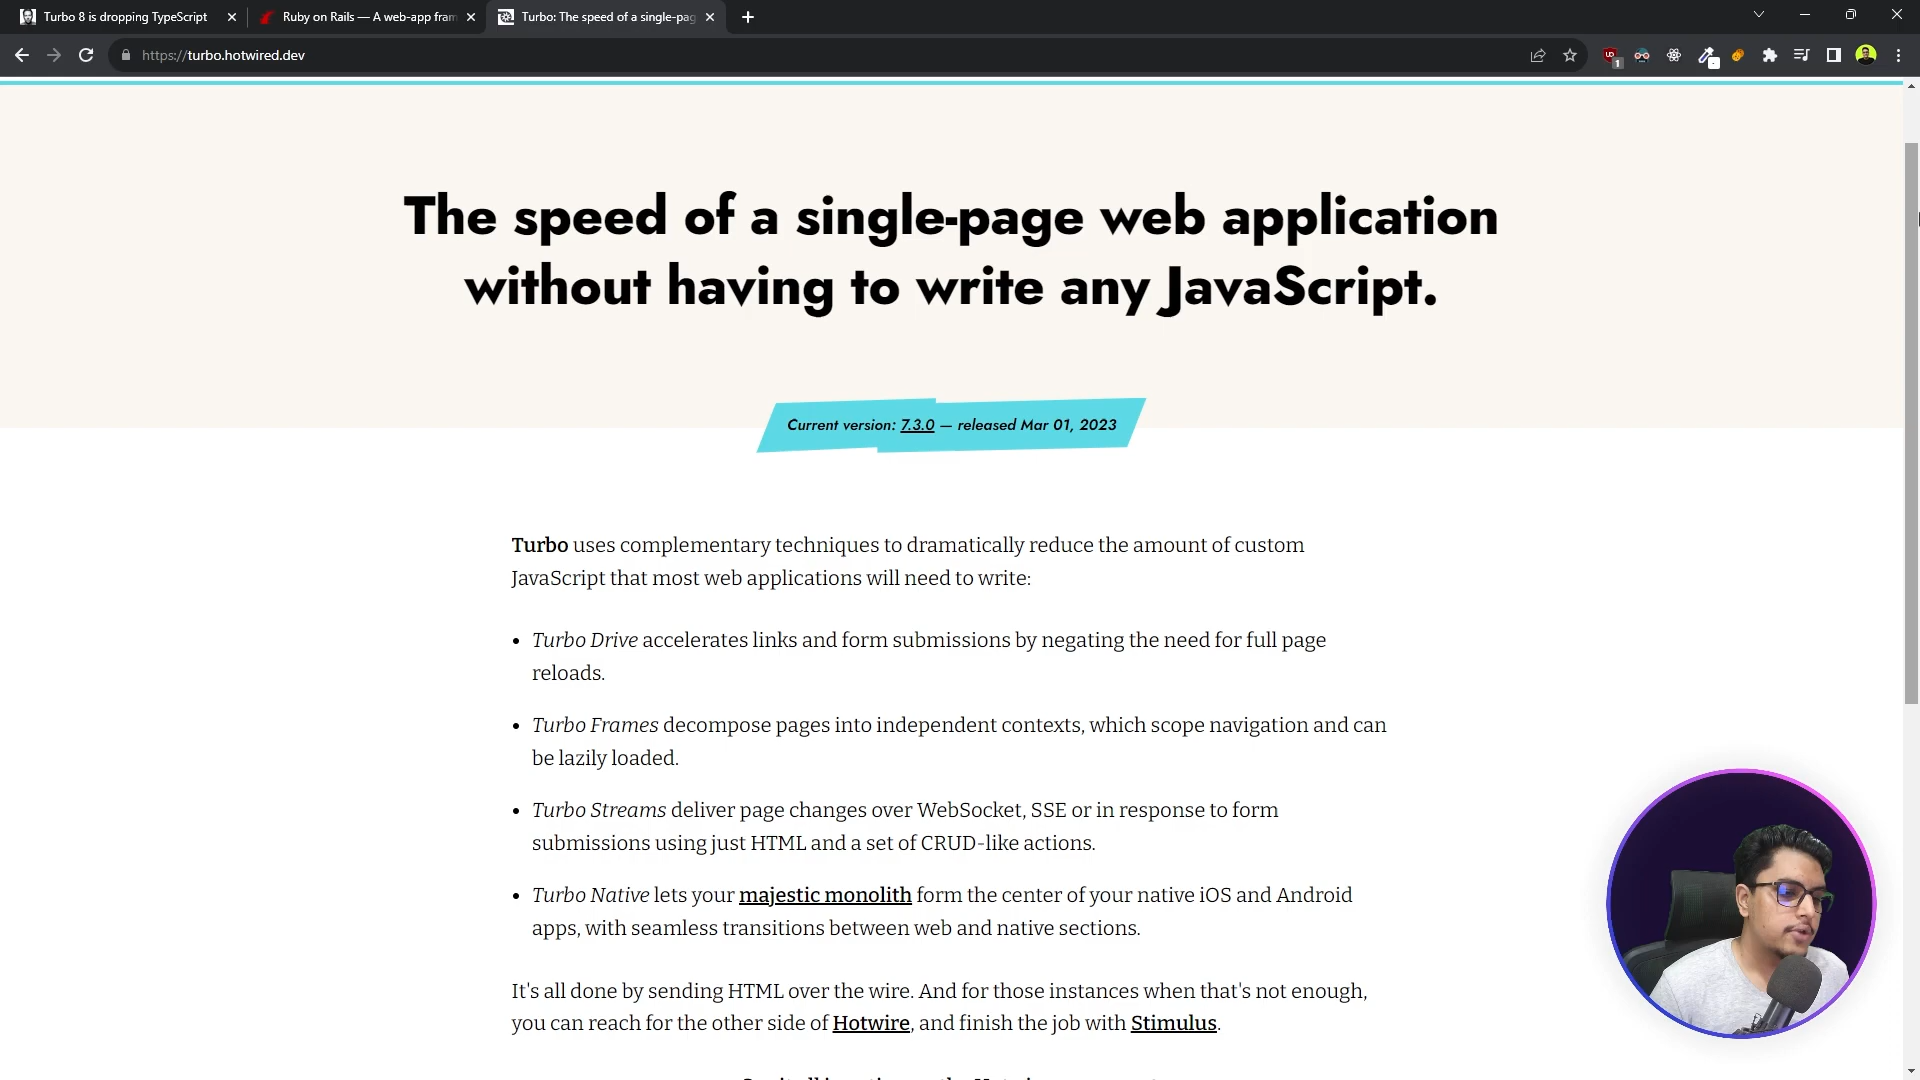 Turbo 8 is dropping TypeScript
Ruby on Rails — A web-app fram
Turbo: The speed of a single-pag
https://turbo.hotwired.dev
1
The speed of a single-page web application
without having to write any JavaScript.
Current version: 7.3.0 — released Mar 01, 2023
Turbo uses complementary techniques to dramatically reduce the amount of custom
JavaScript that most web applications will need to write:
• Turbo Drive accelerates links and form submissions by negating the need for full page
reloads.
• Turbo Frames decompose pages into independent contexts, which scope navigation and can
be lazily loaded.
• Turbo Streams deliver page changes over WebSocket, SSE or in response to form
submissions using just HTML and a set of CRUD-like actions.
• Turbo Native lets your majestic monolith form the center of your native iOS and Android
apps, with seamless transitions between web and native sections.
It's all done by sending HTML over the wire. And for those instances when that's not enough,
you can reach for the other side of Hotwire, and finish the job with Stimulus.